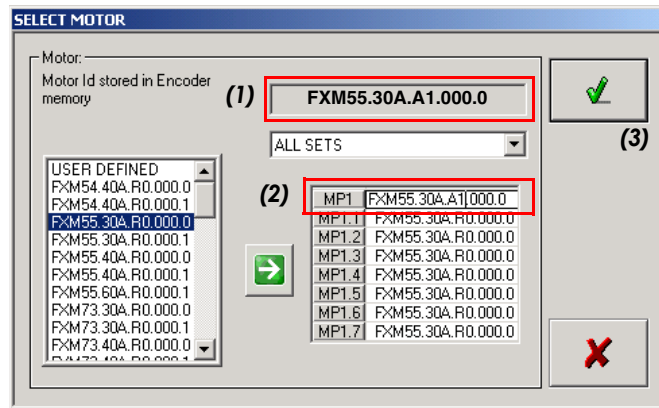 SELECT MOTOR
Motor:
Motor Id stored in Encoder
memory
(1)
FXM55.30A.A1.000.0
(3)
ALL SETS
USER DEFINED
FXM54.40A.R0.000.0
FXM54.40A.R0.000.1
FXM55.30A.R0.000.0
FXM55.30A.R0.000.1
FXM55.40A.R0.000.0
FXM55.40A.R0.000.1
FXM55.60A.R0.000.1
FXM73.30A.R0.000.0
FXM73.30A.R0.000.1
FXM73.40A.R0.000.0
(2)
MP1 FXM55.30A.A1.000.0
MP1.1 FXM55.30A.R0.000.0
MP1.2 FXM55.30A.R0.000.0
MP1.3 FXM55.30A.R0.000.0
MP1.4 FXM55.30A.R0.000.0
MP1.5 FXM55.30A.R0.000.0
MP1.6 FXM55.30A.R0.000.0
MP1.7 FXM55.30A.R0.000.0